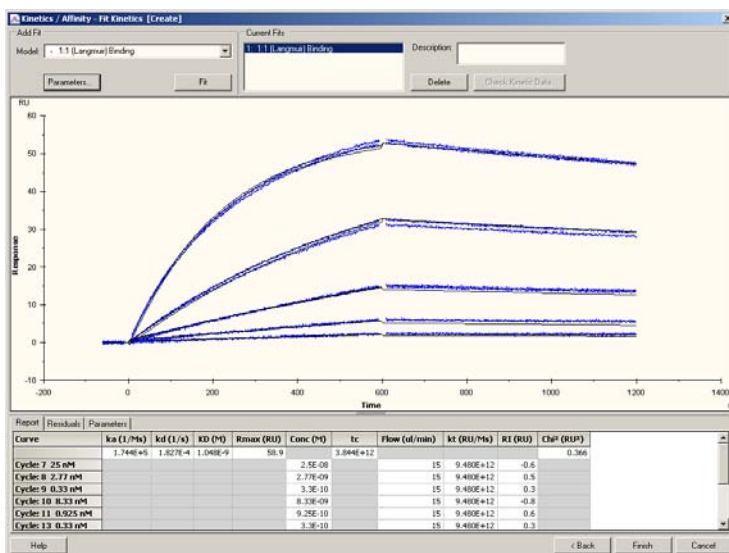 Kinetics / Affinity - Fit Kinetics [Create]
Add Fit
Current Fits
Model: - 1:1 (Langmuir) Binding
1: 1:1 (Langmuir) Binding
Description:
Parameters...
Fit
Delete
Check Kinetic Data
RU
60
50
40
30
20
10
0
-10
Response
-200 0 200 400 600 800 1000 1200 1400
Time
Report Residuals Parameters
Curve ka (1/Ms) kd (1/s) KD (M) Rmax (RU) Conc (M) tc Flow (ul/min) kt (RU/Ms) RI (RU) Chi² (RU²)
1.744E+5 1.827E-4 1.048E-9 58.9 3.844E+12 0.366
Cycle: 7 25 nM 2.5E-08 15 9.480E+12 -0.6
Cycle: 8 2.77 nM 2.77E-09 15 9.480E+12 0.5
Cycle: 9 0.33 nM 3.3E-10 15 9.480E+12 0.3
Cycle: 10 8.33 nM 8.33E-09 15 9.480E+12 -0.8
Cycle: 11 0.925 nM 9.25E-10 15 9.480E+12 0.6
Cycle: 13 0.33 nM 3.3E-10 15 9.480E+12 0.3
Help
< Back
Finish
Cancel